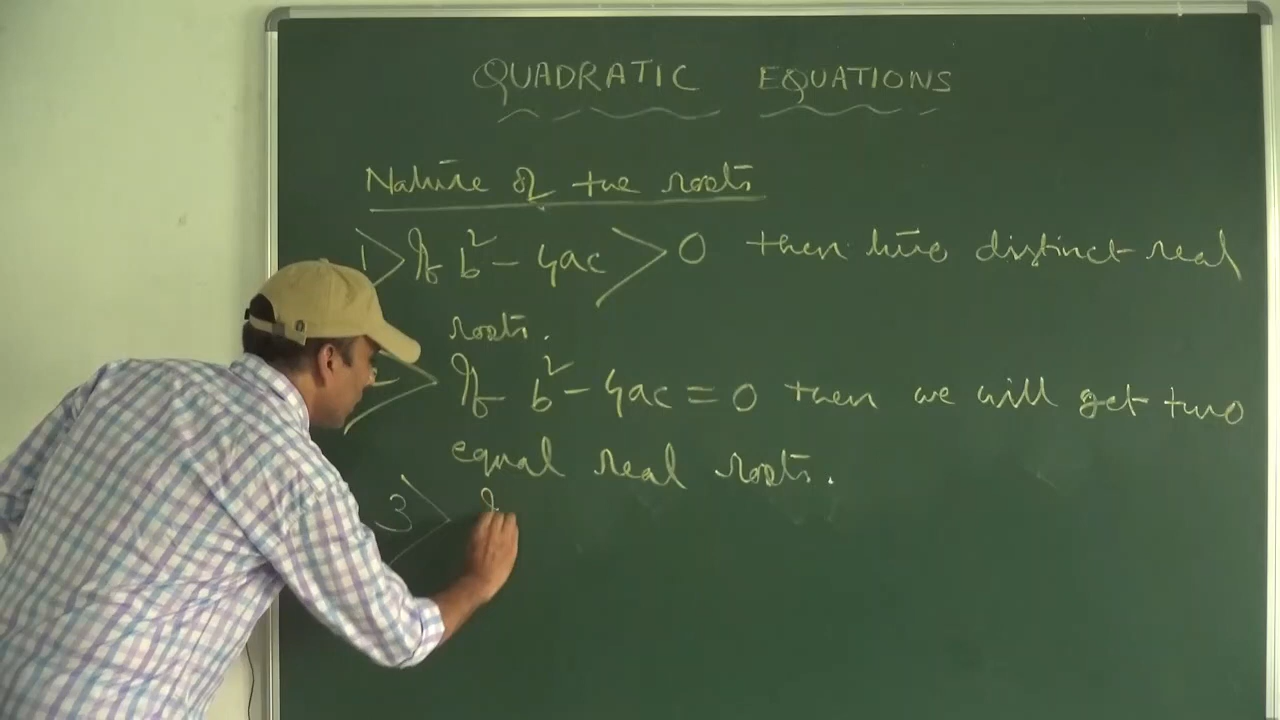 QUADRATIC EQUATIONS
Nature of the roots
1> If b² - 4ac > 0 then two distinct real
roots.
> If b² - 4ac = 0 then we will get two
equal real roots.
3>